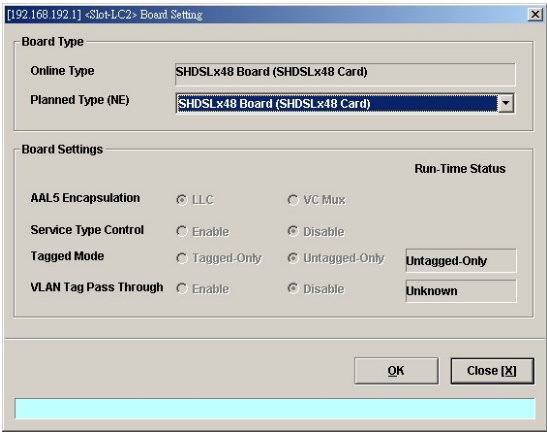 [192.168.192.1] <Slot-LC2> Board Setting
Board Type
Online Type SHDSLx48 Board (SHDSLx48 Card)
Planned Type (NE) SHDSLx48 Board (SHDSLx48 Card)
Board Settings
Run-Time Status
AAL5 Encapsulation LLC VC Mux
Service Type Control Enable Disable
Tagged Mode Tagged-Only Untagged-Only Untagged-Only
VLAN Tag Pass Through Enable Disable Unknown
OK Close [X]